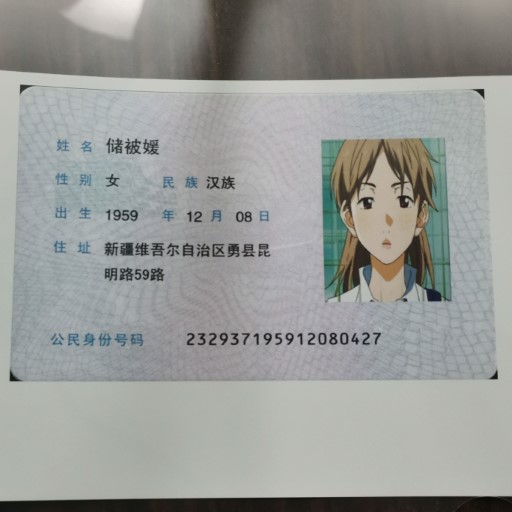 姓名 储被媛
性别 女 民族 汉族
出生 1959 年 12 月 08 日
住址 新疆维吾尔自治区勇县昆
明路59路
公民身份号码 232937195912080427